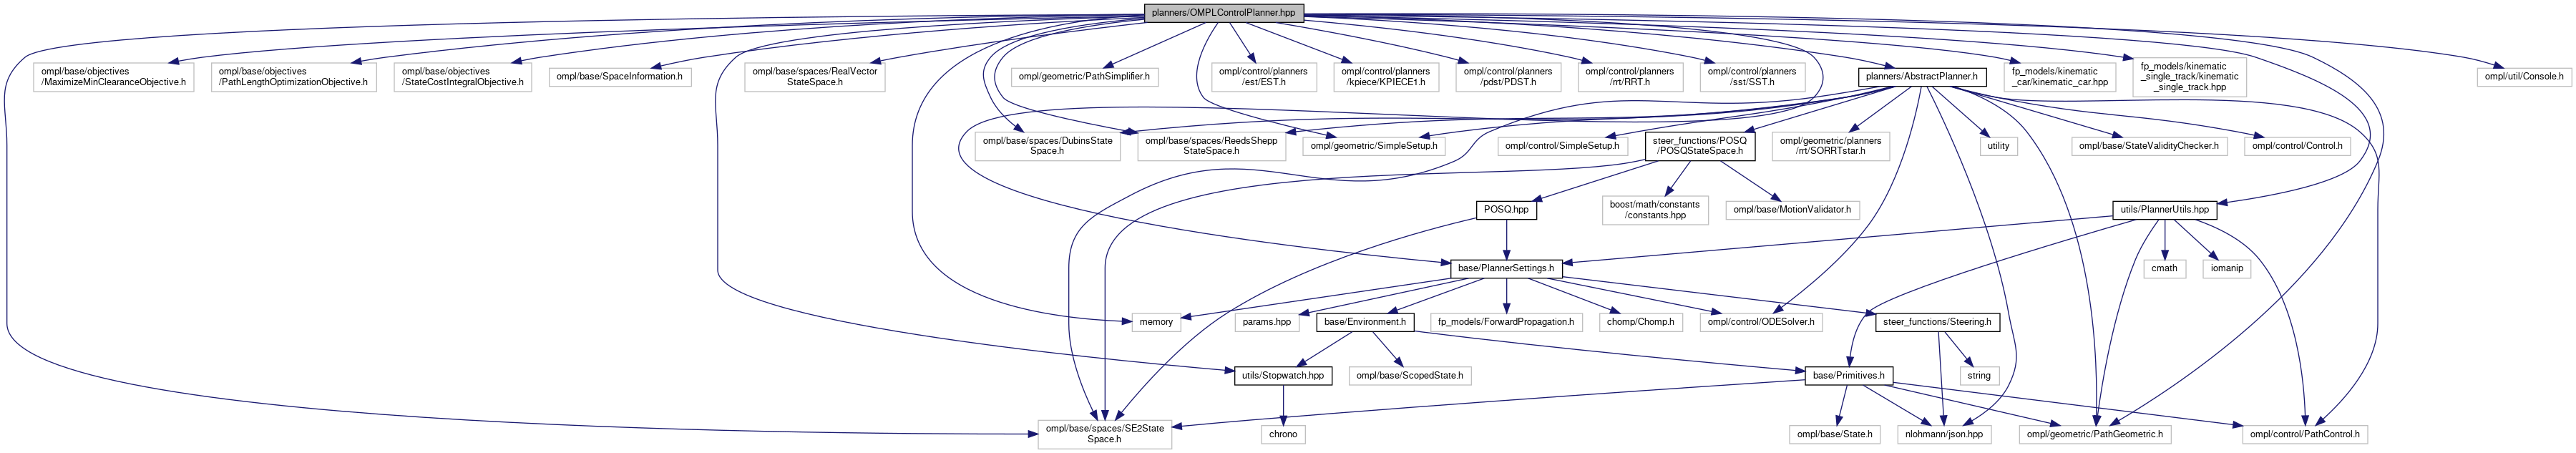 planners/OMPLControlPlanner.hpp
ompl/base/objectives
/MaximizeMinClearanceObjective.h
ompl/base/objectives
/PathLengthOptimizationObjective.h
ompl/base/objectives
/StateCostIntegralObjective.h
ompl/base/SpaceInformation.h
ompl/base/spaces/RealVector
StateSpace.h
ompl/geometric/PathSimplifier.h
ompl/control/planners
/est/EST.h
ompl/control/planners
/kpiece/KPIECE1.h
ompl/control/planners
/pdst/PDST.h
ompl/control/planners
/rrt/RRT.h
ompl/control/planners
/sst/SST.h
planners/AbstractPlanner.h
fp_models/kinematic
_car/kinematic_car.hpp
fp_models/kinematic
_single_track/kinematic
_single_track.hpp
ompl/util/Console.h
ompl/base/spaces/DubinsState
Space.h
ompl/base/spaces/ReedsShepp
StateSpace.h
ompl/geometric/SimpleSetup.h
ompl/control/SimpleSetup.h
steer_functions/POSQ
/POSQStateSpace.h
ompl/geometric/planners
/rrt/SORRTstar.h
utility
ompl/base/StateValidityChecker.h
ompl/control/Control.h
POSQ.hpp
boost/math/constants
/constants.hpp
ompl/base/MotionValidator.h
utils/PlannerUtils.hpp
base/PlannerSettings.h
cmath
iomanip
memory
params.hpp
base/Environment.h
fp_models/ForwardPropagation.h
chomp/Chomp.h
ompl/control/ODESolver.h
steer_functions/Steering.h
utils/Stopwatch.hpp
ompl/base/ScopedState.h
base/Primitives.h
string
ompl/base/spaces/SE2State
Space.h
chrono
ompl/base/State.h
nlohmann/json.hpp
ompl/geometric/PathGeometric.h
ompl/control/PathControl.h